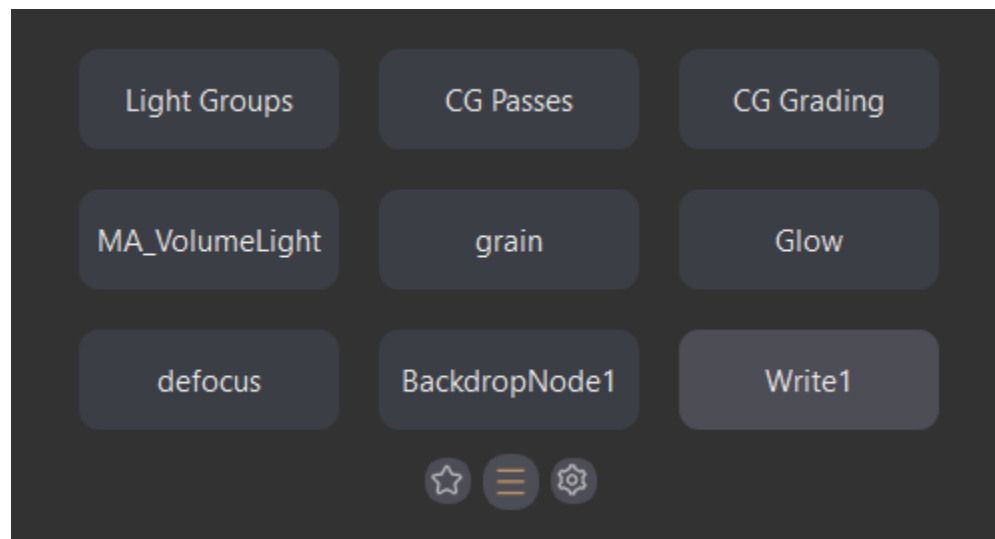 Light Groups
CG Passes
CG Grading
MA_VolumeLight
grain
Glow
defocus
BackdropNode1
Write1